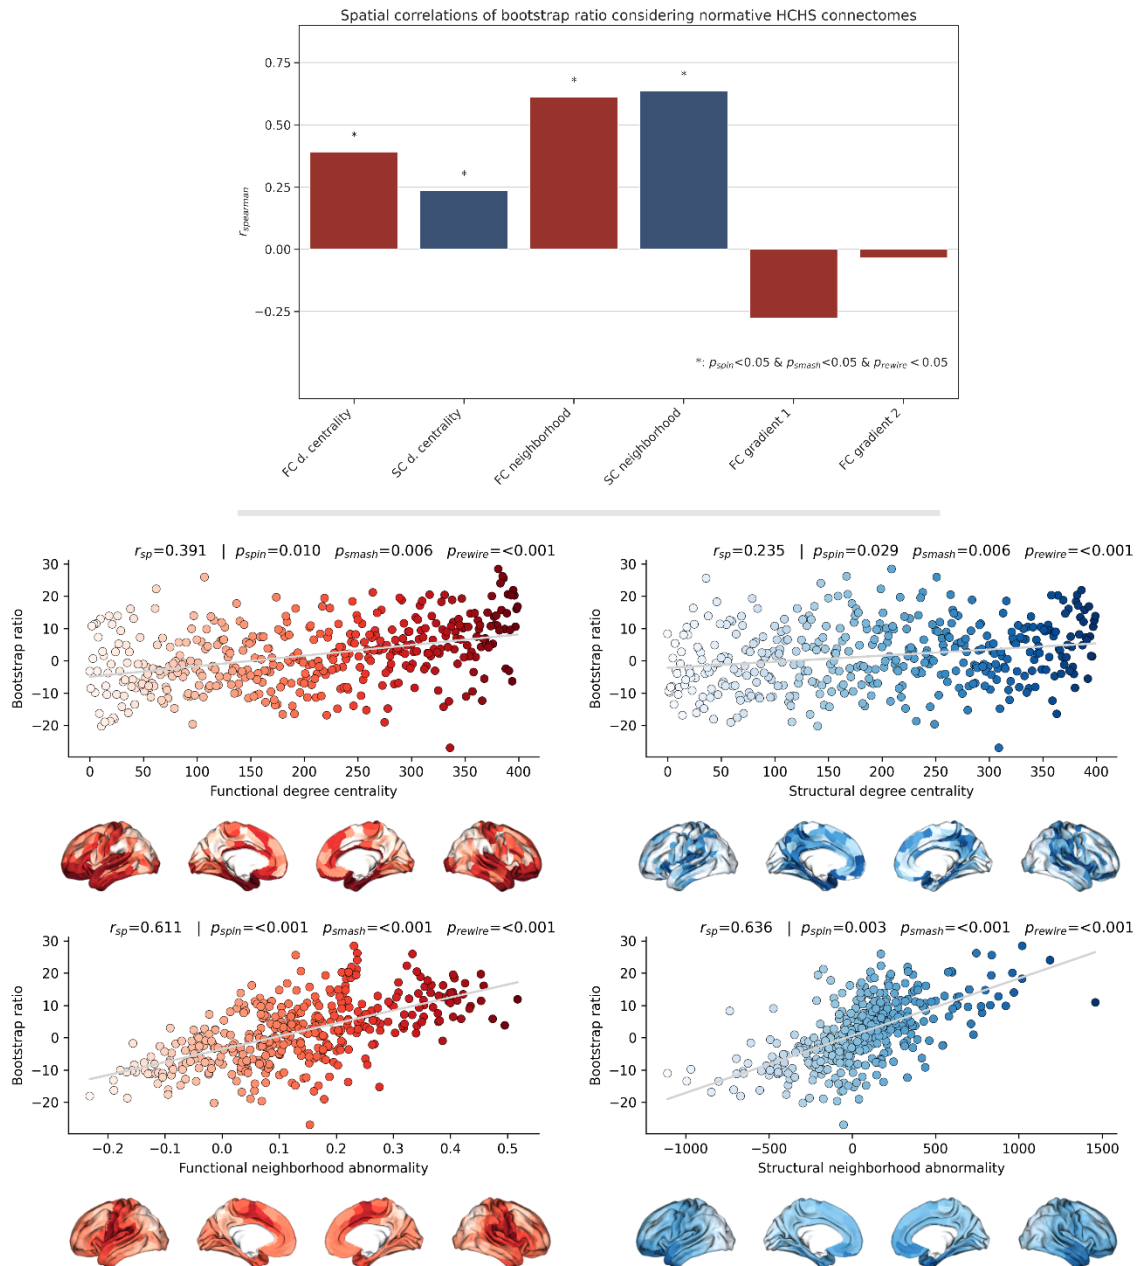 Spatial correlations of bootstrap ratio considering normative HCHS connectomes
0.75
0.50
0.25
0.00
−0.25
r_spearman
*
*
*
*
*: p_spin<0.05 & p_smash<0.05 & p_rewire < 0.05
FC d. centrality
SC d. centrality
FC neighborhood
SC neighborhood
FC gradient 1
FC gradient 2
r_sp=0.391 | p_spin=0.010 p_smash=0.006 p_rewire=<0.001
30
20
10
0
−10
−20
Bootstrap ratio
0 50 100 150 200 250 300 350 400
Functional degree centrality
r_sp=0.235 | p_spin=0.029 p_smash=0.006 p_rewire=<0.001
30
20
10
0
−10
−20
Bootstrap ratio
0 50 100 150 200 250 300 350 400
Structural degree centrality
r_sp=0.611 | p_spin=<0.001 p_smash=<0.001 p_rewire=<0.001
30
20
10
0
−10
−20
Bootstrap ratio
−0.2 −0.1 0.0 0.1 0.2 0.3 0.4 0.5
Functional neighborhood abnormality
r_sp=0.636 | p_spin=0.003 p_smash=<0.001 p_rewire=<0.001
30
20
10
0
−10
−20
Bootstrap ratio
−1000 −500 0 500 1000 1500
Structural neighborhood abnormality